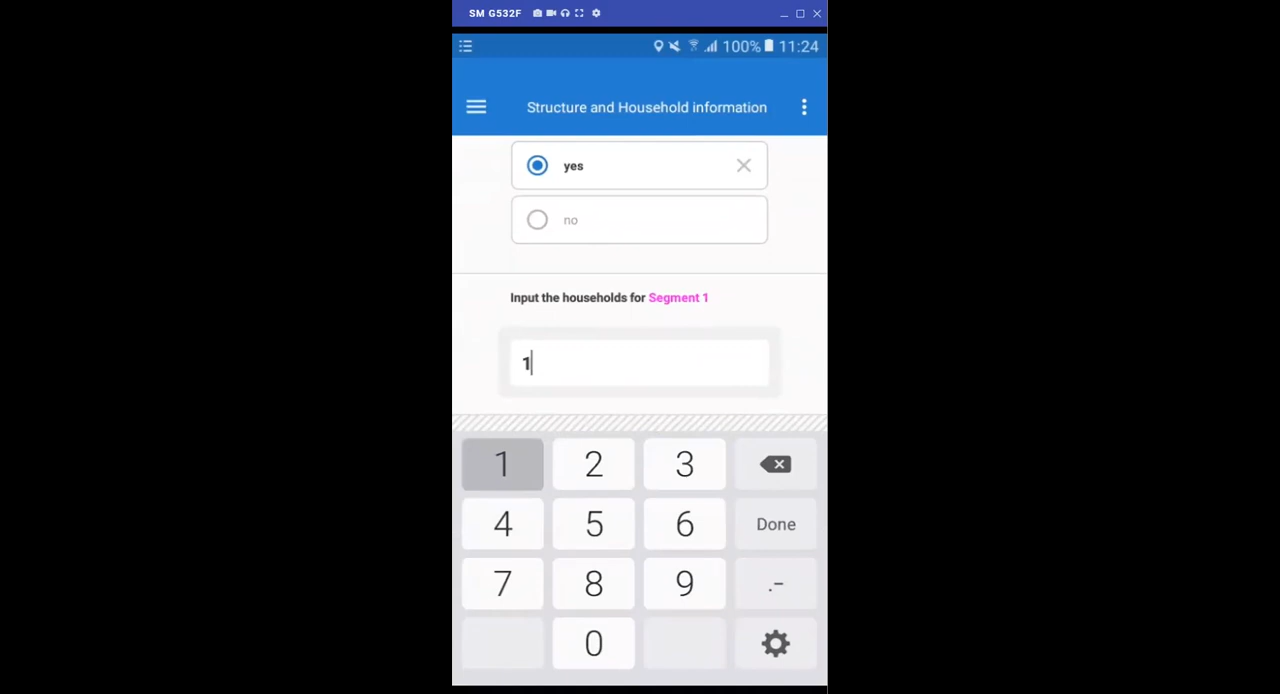 SM G532F
100% 11:24
Structure and Household information
yes
no
Input the households for Segment 1
1
1 2 3
4 5 6 Done
7 8 9 .-
0